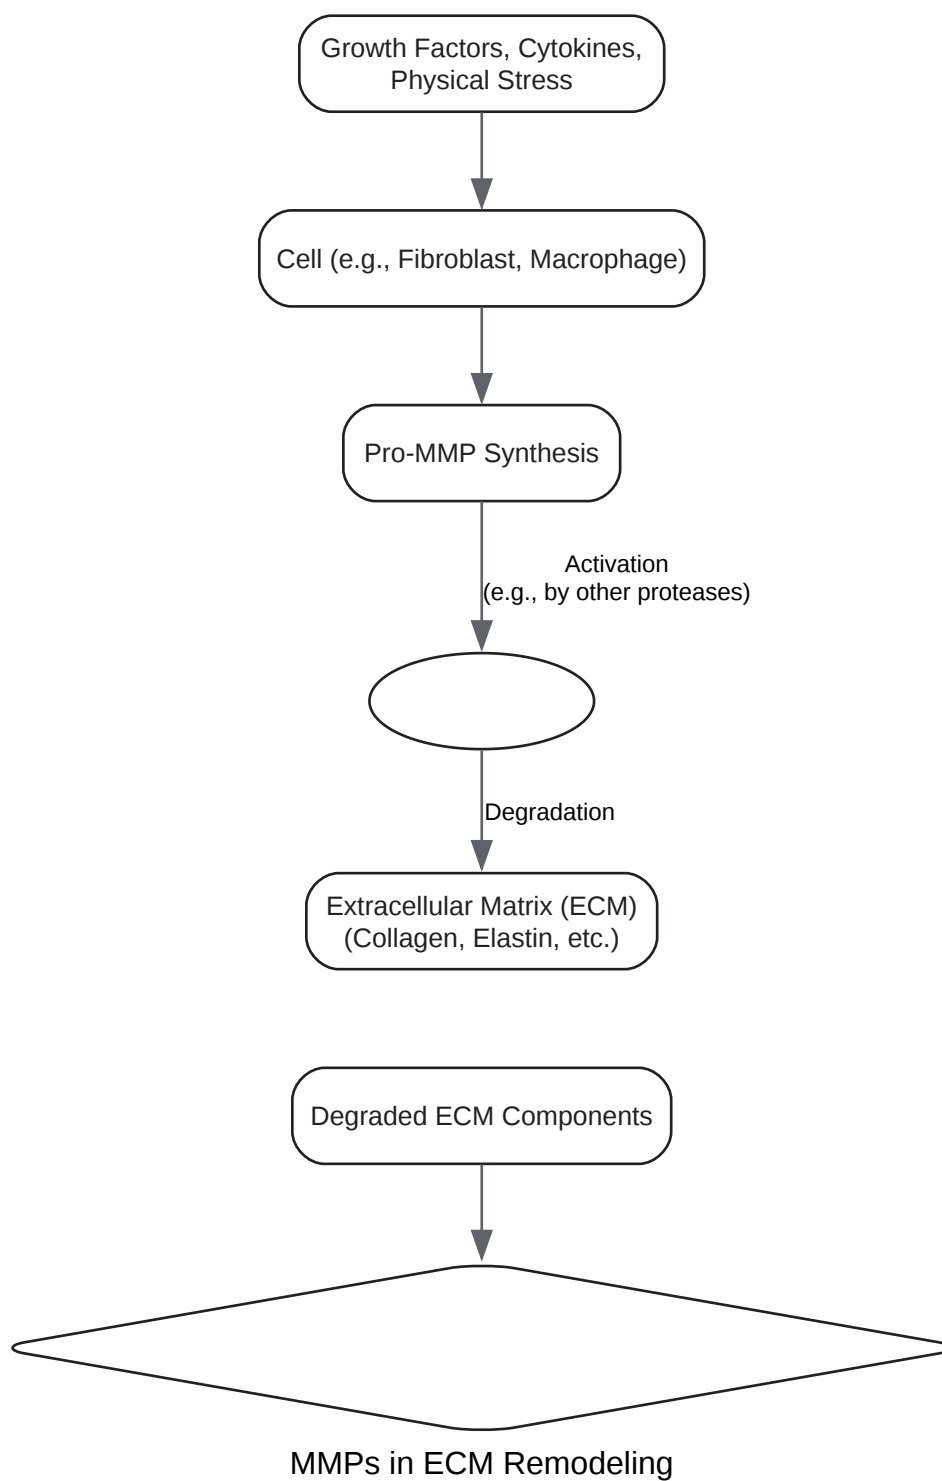 Growth Factors, Cytokines,
Physical Stress
Cell (e.g., Fibroblast, Macrophage)
Pro-MMP Synthesis
Activation
(e.g., by other proteases)
Degradation
Extracellular Matrix (ECM)
(Collagen, Elastin, etc.)
Degraded ECM Components
MMPs in ECM Remodeling